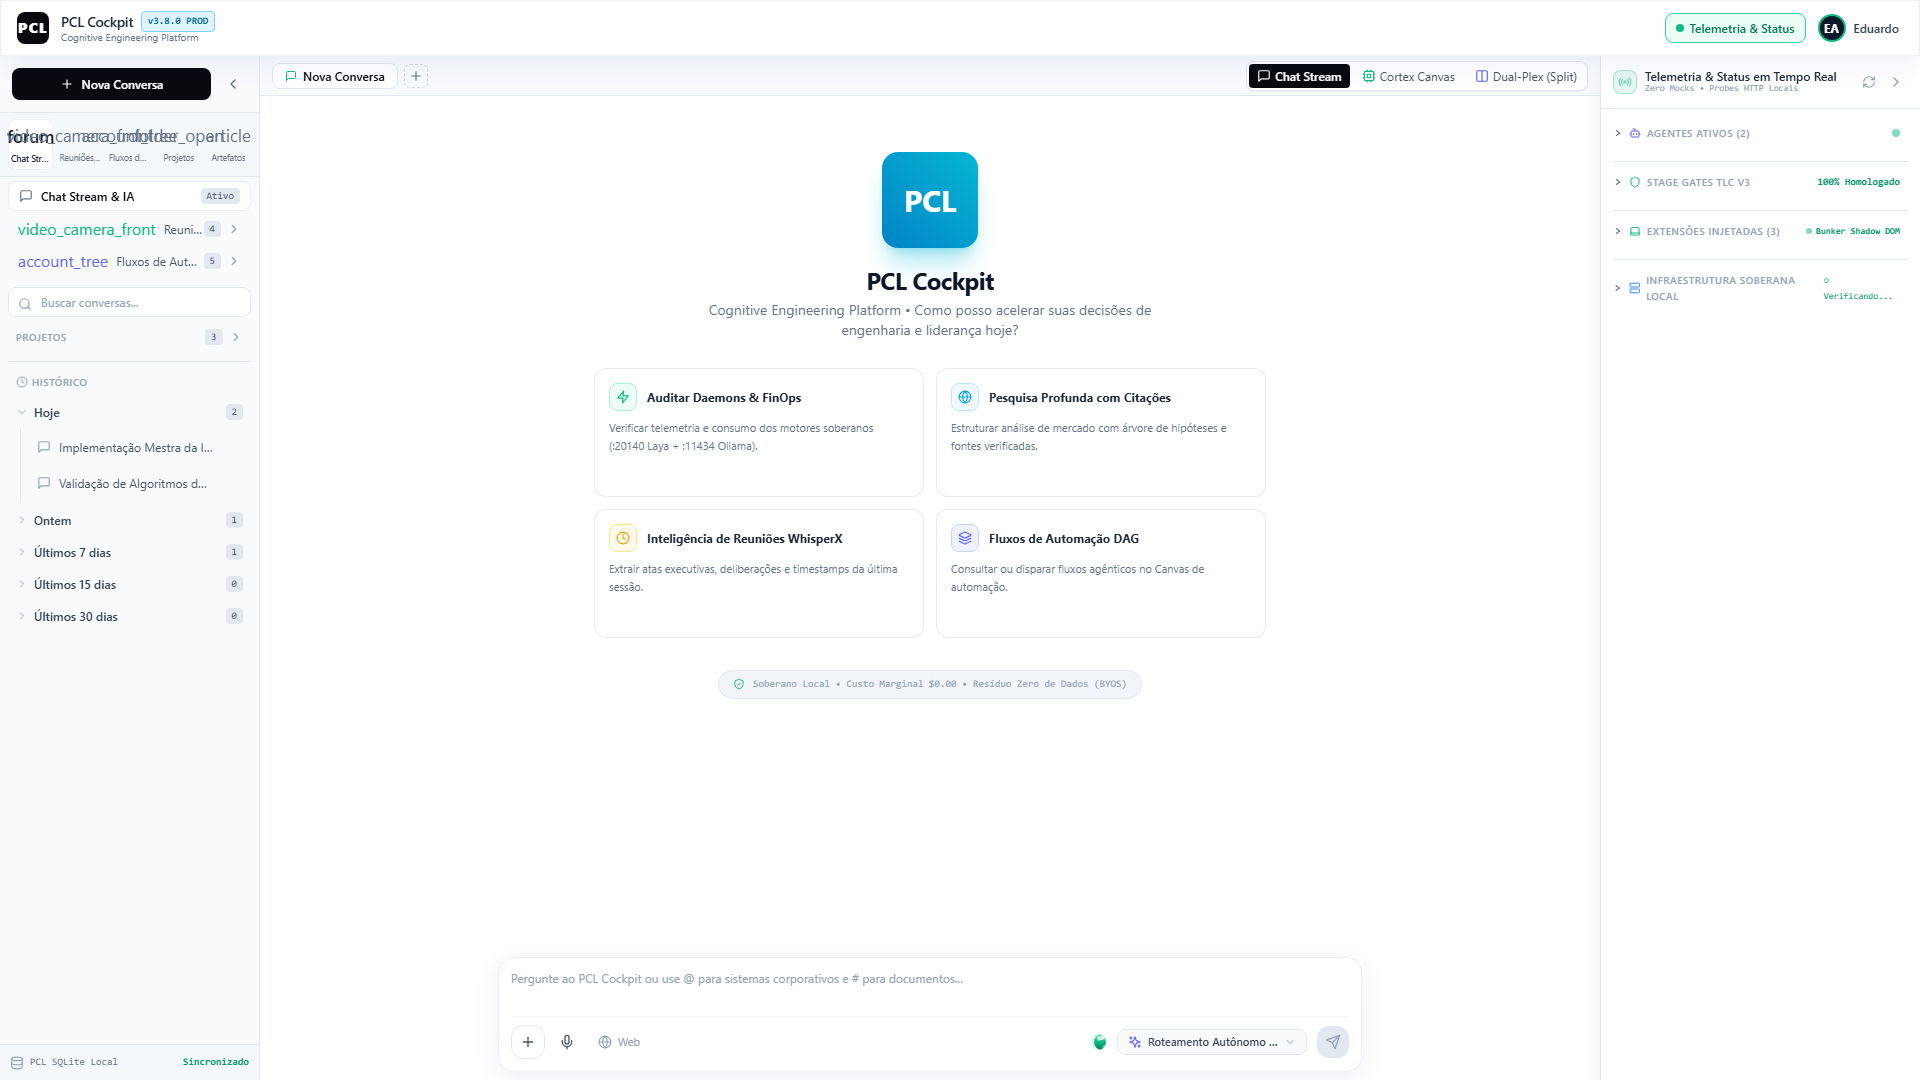 PCL
PCL Cockpit
v3.8.0 PROD
Cognitive Engineering Platform
Telemetria & Status
EA
Eduardo
Nova Conversa
forum
video_camera_front
account_tree
folder_open
article
Chat Str...
Reuniões...
Fluxos d...
Projetos
Artefatos
Chat Stream & IA
Ativo
video_camera_front
Reuni...
4
account_tree
Fluxos de Aut...
5
Buscar conversas...
PROJETOS
3
HISTÓRICO
Hoje
2
Implementação Mestra da I...
Validação de Algoritmos d...
Ontem
1
Últimos 7 dias
1
Últimos 15 dias
0
Últimos 30 dias
0
PCL SQLite Local
Sincronizado
Nova Conversa
Chat Stream
Cortex Canvas
Dual-Plex (Split)
PCL
PCL Cockpit
Cognitive Engineering Platform • Como posso acelerar suas decisões de
engenharia e liderança hoje?
Auditar Daemons & FinOps
Verificar telemetria e consumo dos motores soberanos
(:20140 Laya + :11434 Ollama).
Pesquisa Profunda com Citações
Estruturar análise de mercado com árvore de hipóteses e
fontes verificadas.
Inteligência de Reuniões WhisperX
Extrair atas executivas, deliberações e timestamps da última
sessão.
Fluxos de Automação DAG
Consultar ou disparar fluxos agênticos no Canvas de
automação.
Soberano Local • Custo Marginal $0.00 • Resíduo Zero de Dados (BYOS)
Pergunte ao PCL Cockpit ou use @ para sistemas corporativos e # para documentos...
Web
Roteamento Autônomo ...
Telemetria & Status em Tempo Real
Zero Mocks • Probes HTTP Locais
AGENTES ATIVOS (2)
STAGE GATES TLC V3
100% Homologado
EXTENSÕES INJETADAS (3)
Bunker Shadow DOM
INFRAESTRUTURA SOBERANA
LOCAL
○
Verificando...